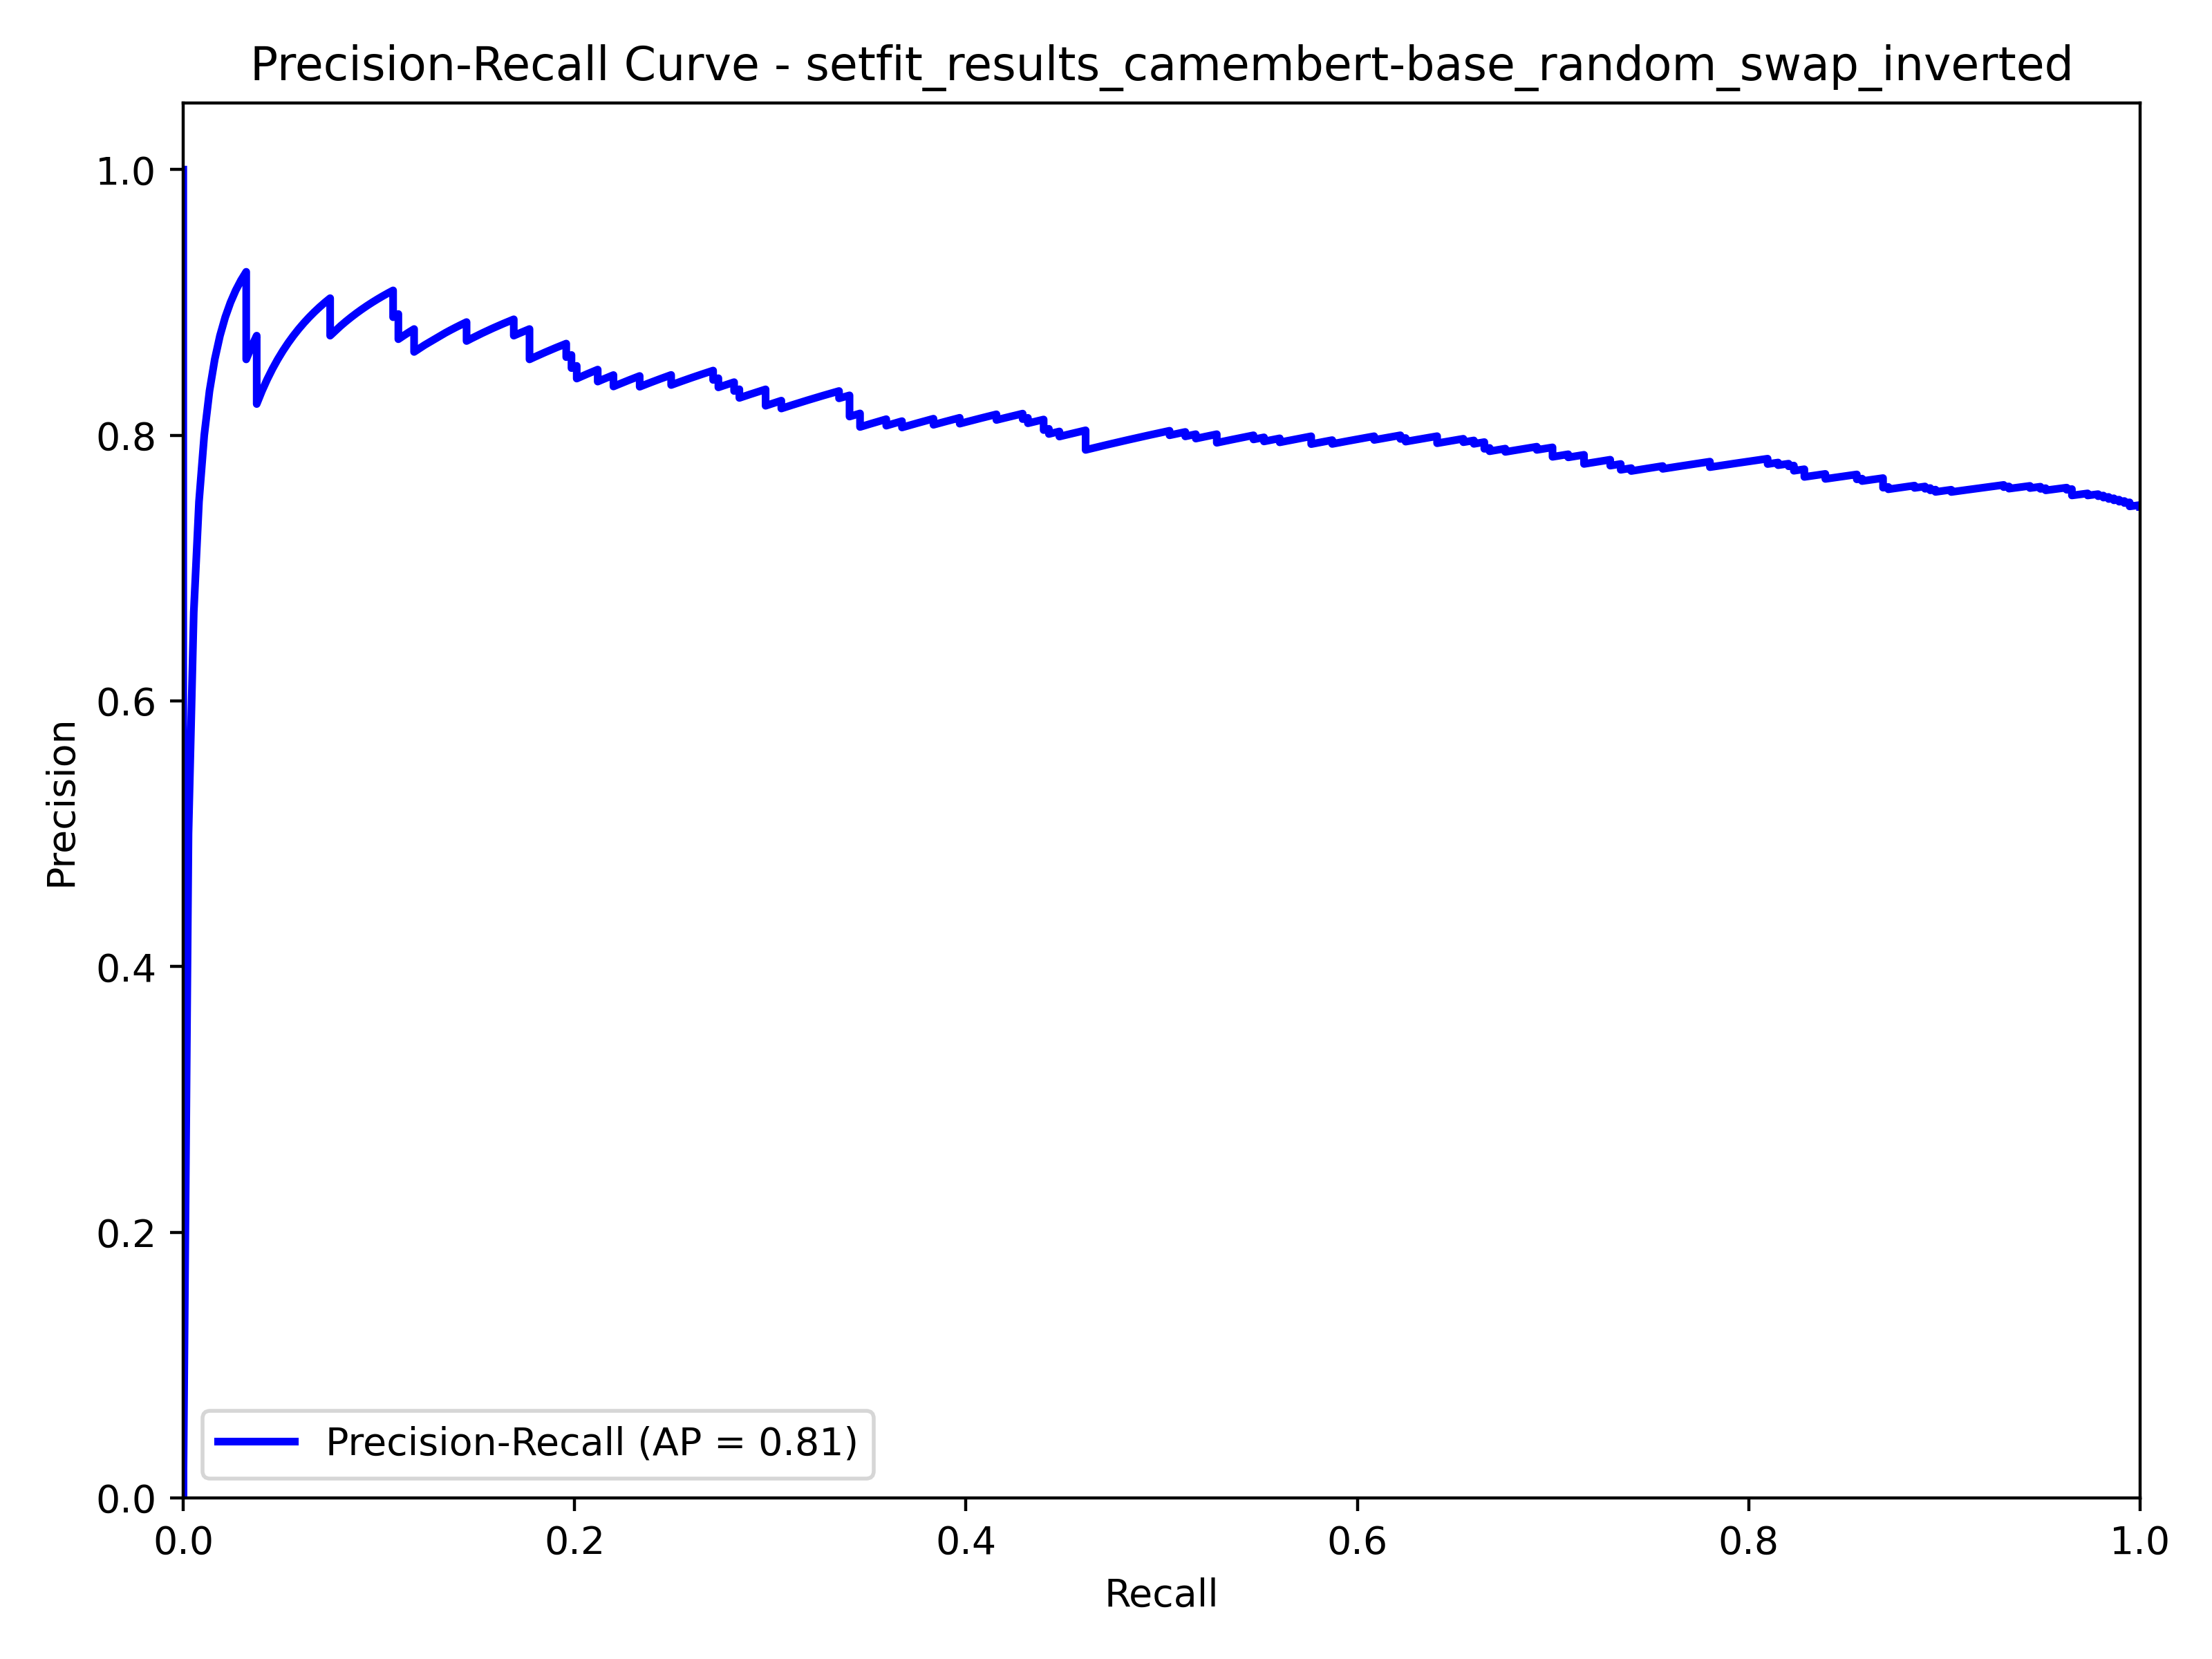 Precision-Recall Curve - setfit_results_camembert-base_random_swap_inverted
1.0
0.8
0.6
0.4
0.2
0.0
Precision
Precision-Recall (AP = 0.81)
0.0 0.2 0.4 0.6 0.8 1.0
Recall